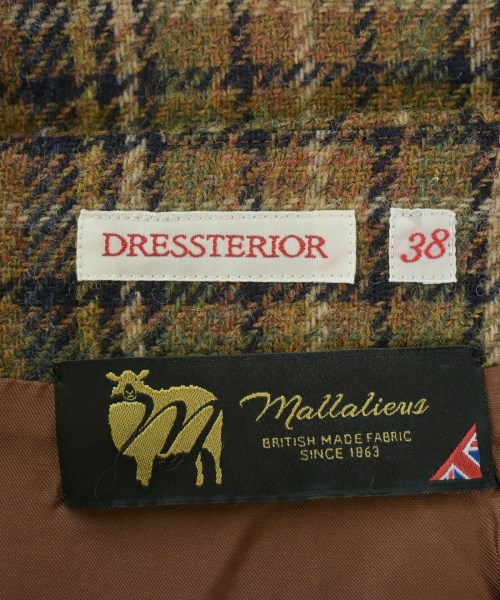 DRESSTERIOR
38
M
Mallalieus
BRITISH MADE FABRIC
SINCE 1863